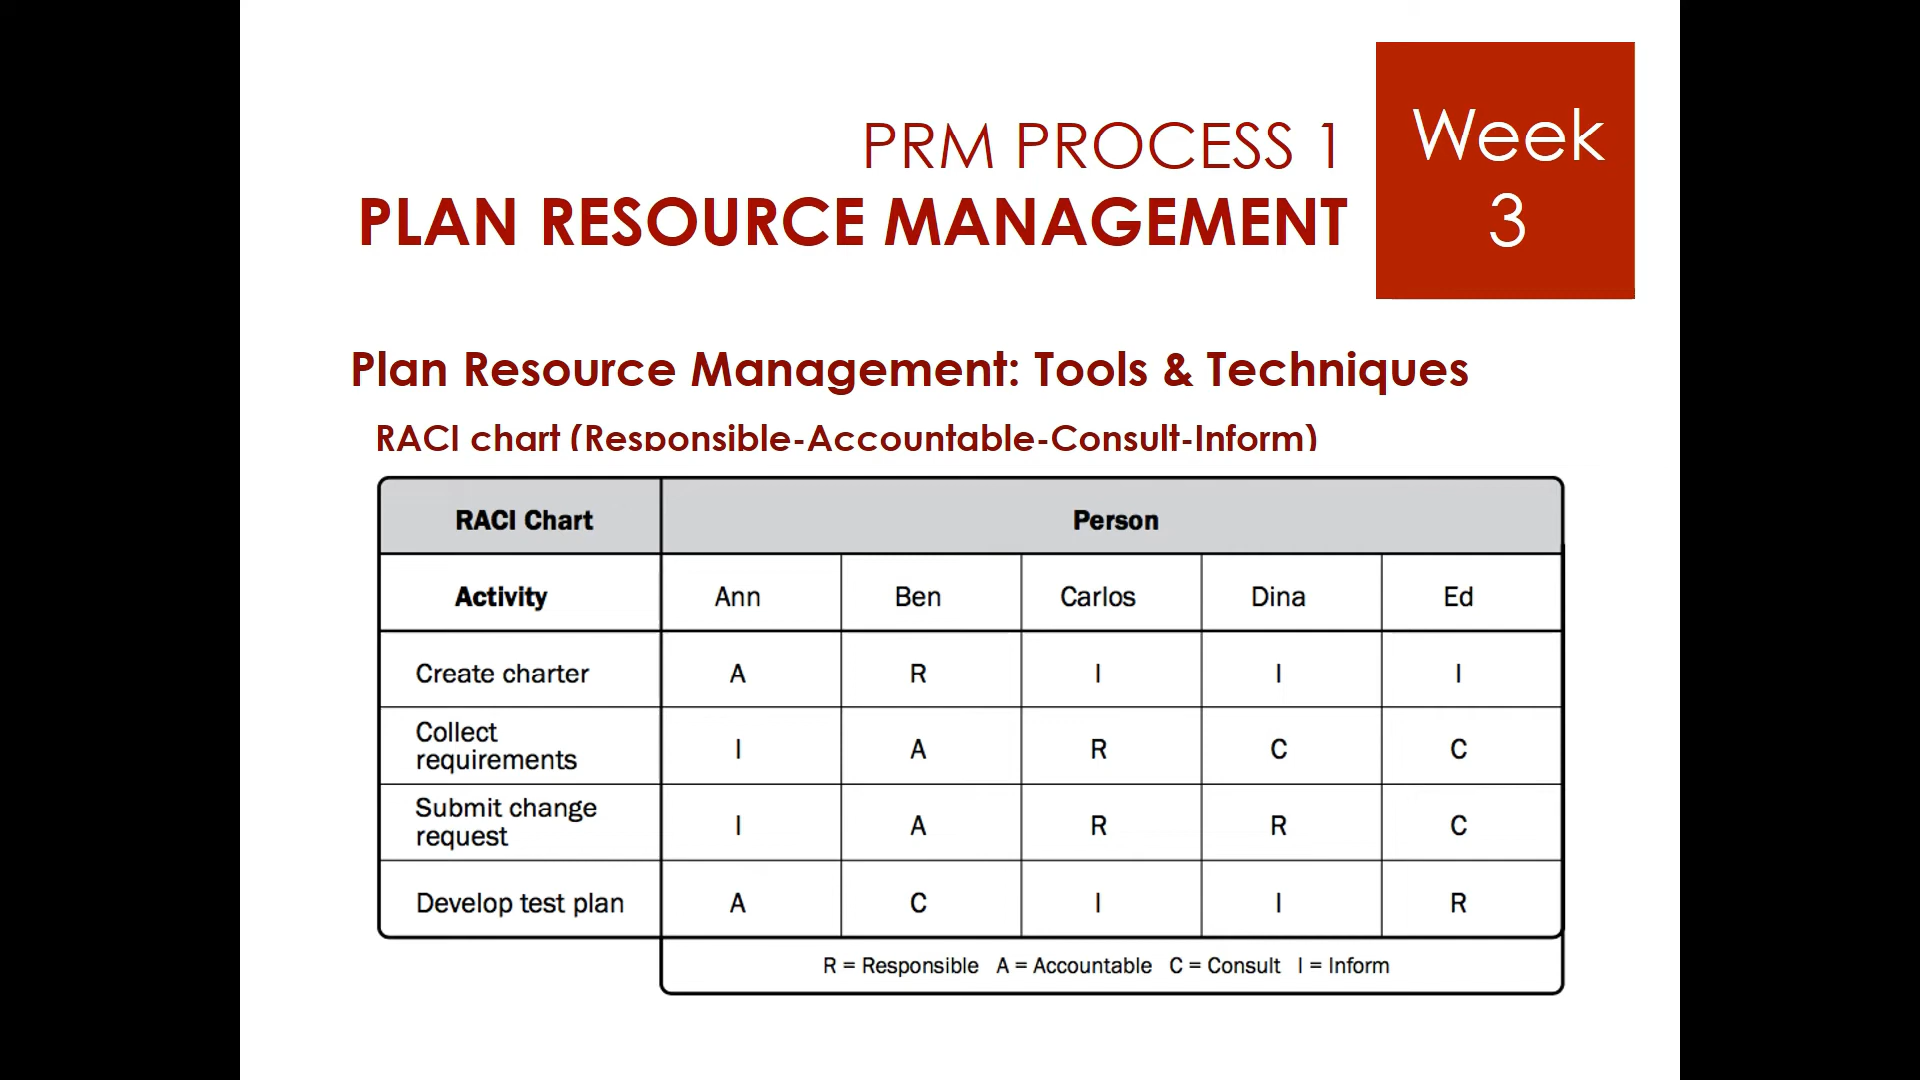 PRM PROCESS 1
PLAN RESOURCE MANAGEMENT
Week
3
Plan Resource Management: Tools & Techniques
RACI chart (Responsible-Accountable-Consult-Inform)
RACI Chart Person
Activity Ann Ben Carlos Dina Ed
Create charter A R I I I
Collect
requirements I A R C C
Submit change
request I A R R C
Develop test plan A C I I R
R = Responsible A = Accountable C = Consult I = Inform